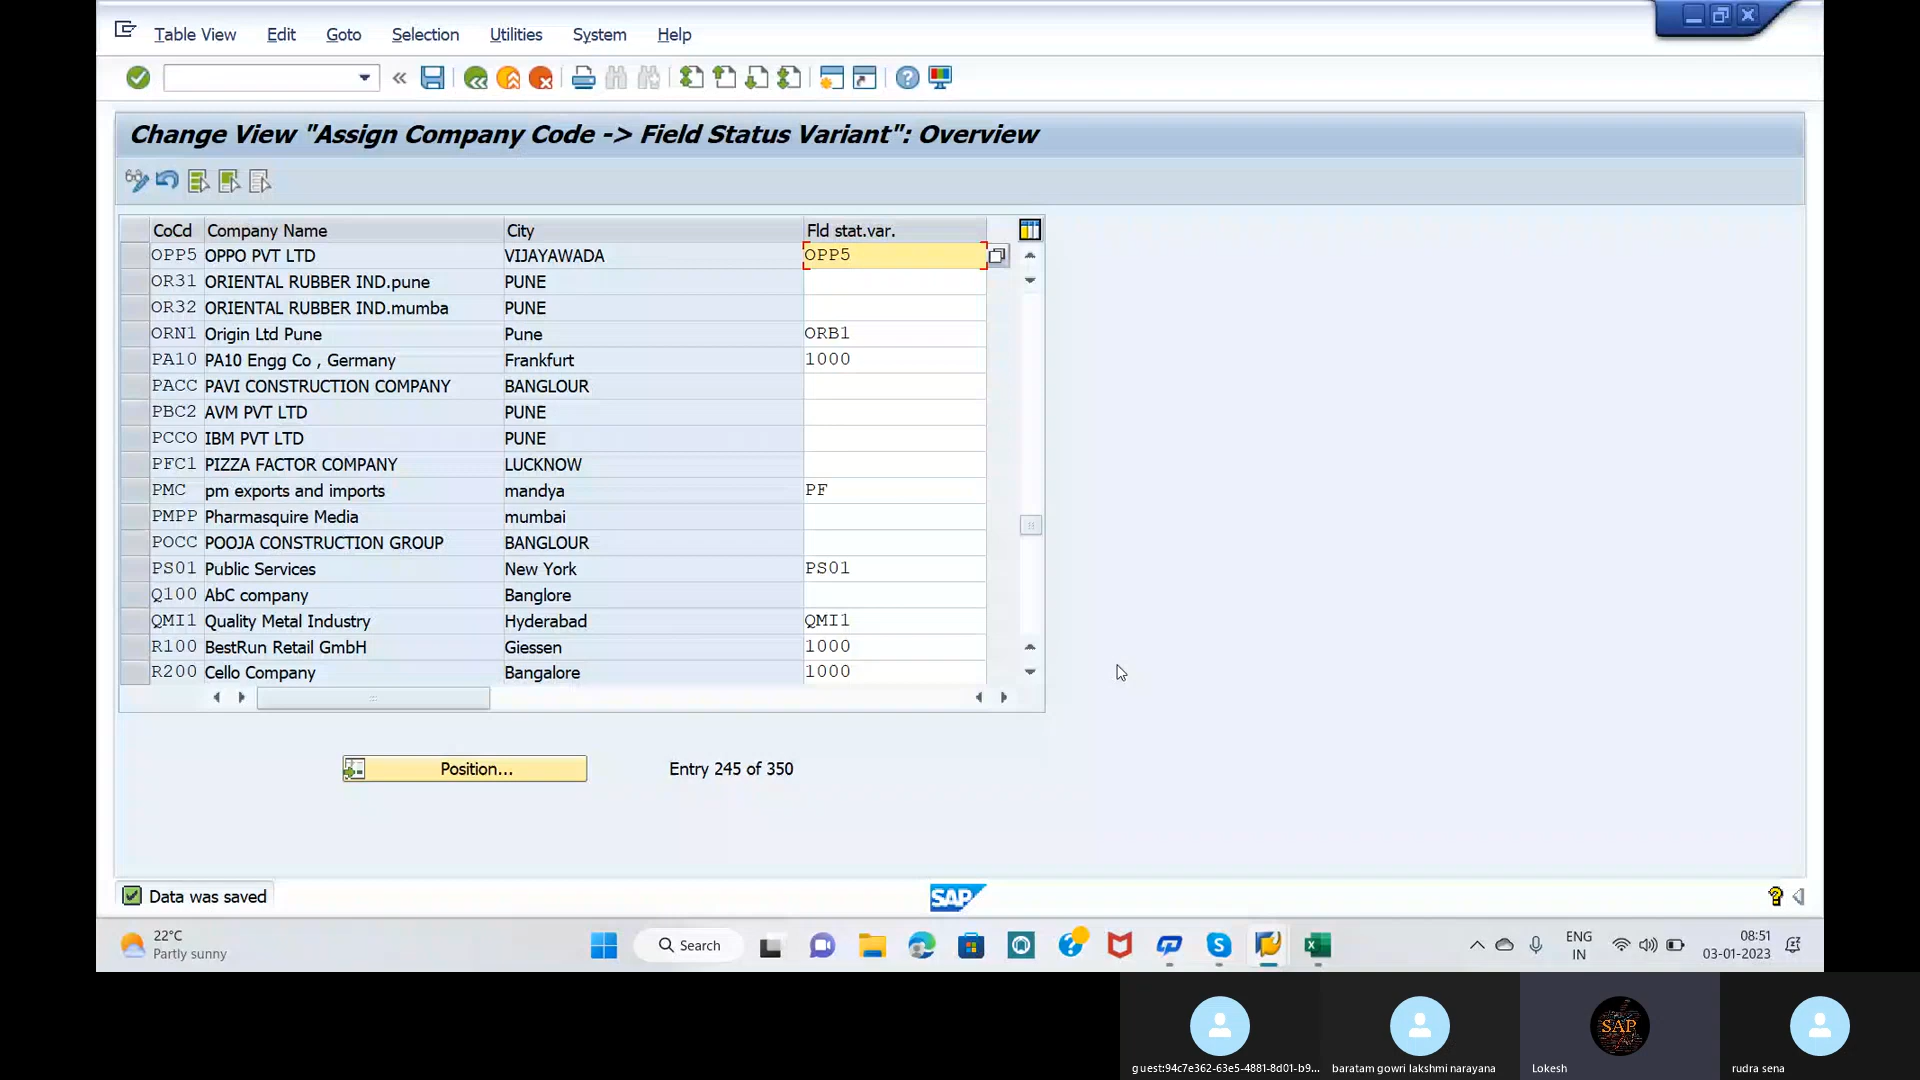 Table View Edit Goto Selection Utilities System Help
Change View "Assign Company Code -> Field Status Variant": Overview
CoCd Company Name City Fld stat.var.
OPP5 OPPO PVT LTD VIJAYAWADA OPP5
OR31 ORIENTAL RUBBER IND.pune PUNE
OR32 ORIENTAL RUBBER IND.mumba PUNE
ORN1 Origin Ltd Pune Pune ORB1
PA10 PA10 Engg Co , Germany Frankfurt 1000
PACC PAVI CONSTRUCTION COMPANY BANGLOUR
PBC2 AVM PVT LTD PUNE
PCCO IBM PVT LTD PUNE
PFC1 PIZZA FACTOR COMPANY LUCKNOW
PMC pm exports and imports mandya PF
PMPP Pharmasquire Media mumbai
POCC POOJA CONSTRUCTION GROUP BANGLOUR
PS01 Public Services New York PS01
Q100 AbC company Banglore
QMI1 Quality Metal Industry Hyderabad QMI1
R100 BestRun Retail GmbH Giessen 1000
R200 Cello Company Bangalore 1000
Position... Entry 245 of 350
Data was saved SAP
22°C
Partly sunny
Search
ENG
IN
08:51
03-01-2023
SAP
guest:94c7e362-63e5-4881-8d01-b9... baratam gowri lakshmi narayana Lokesh rudra sena